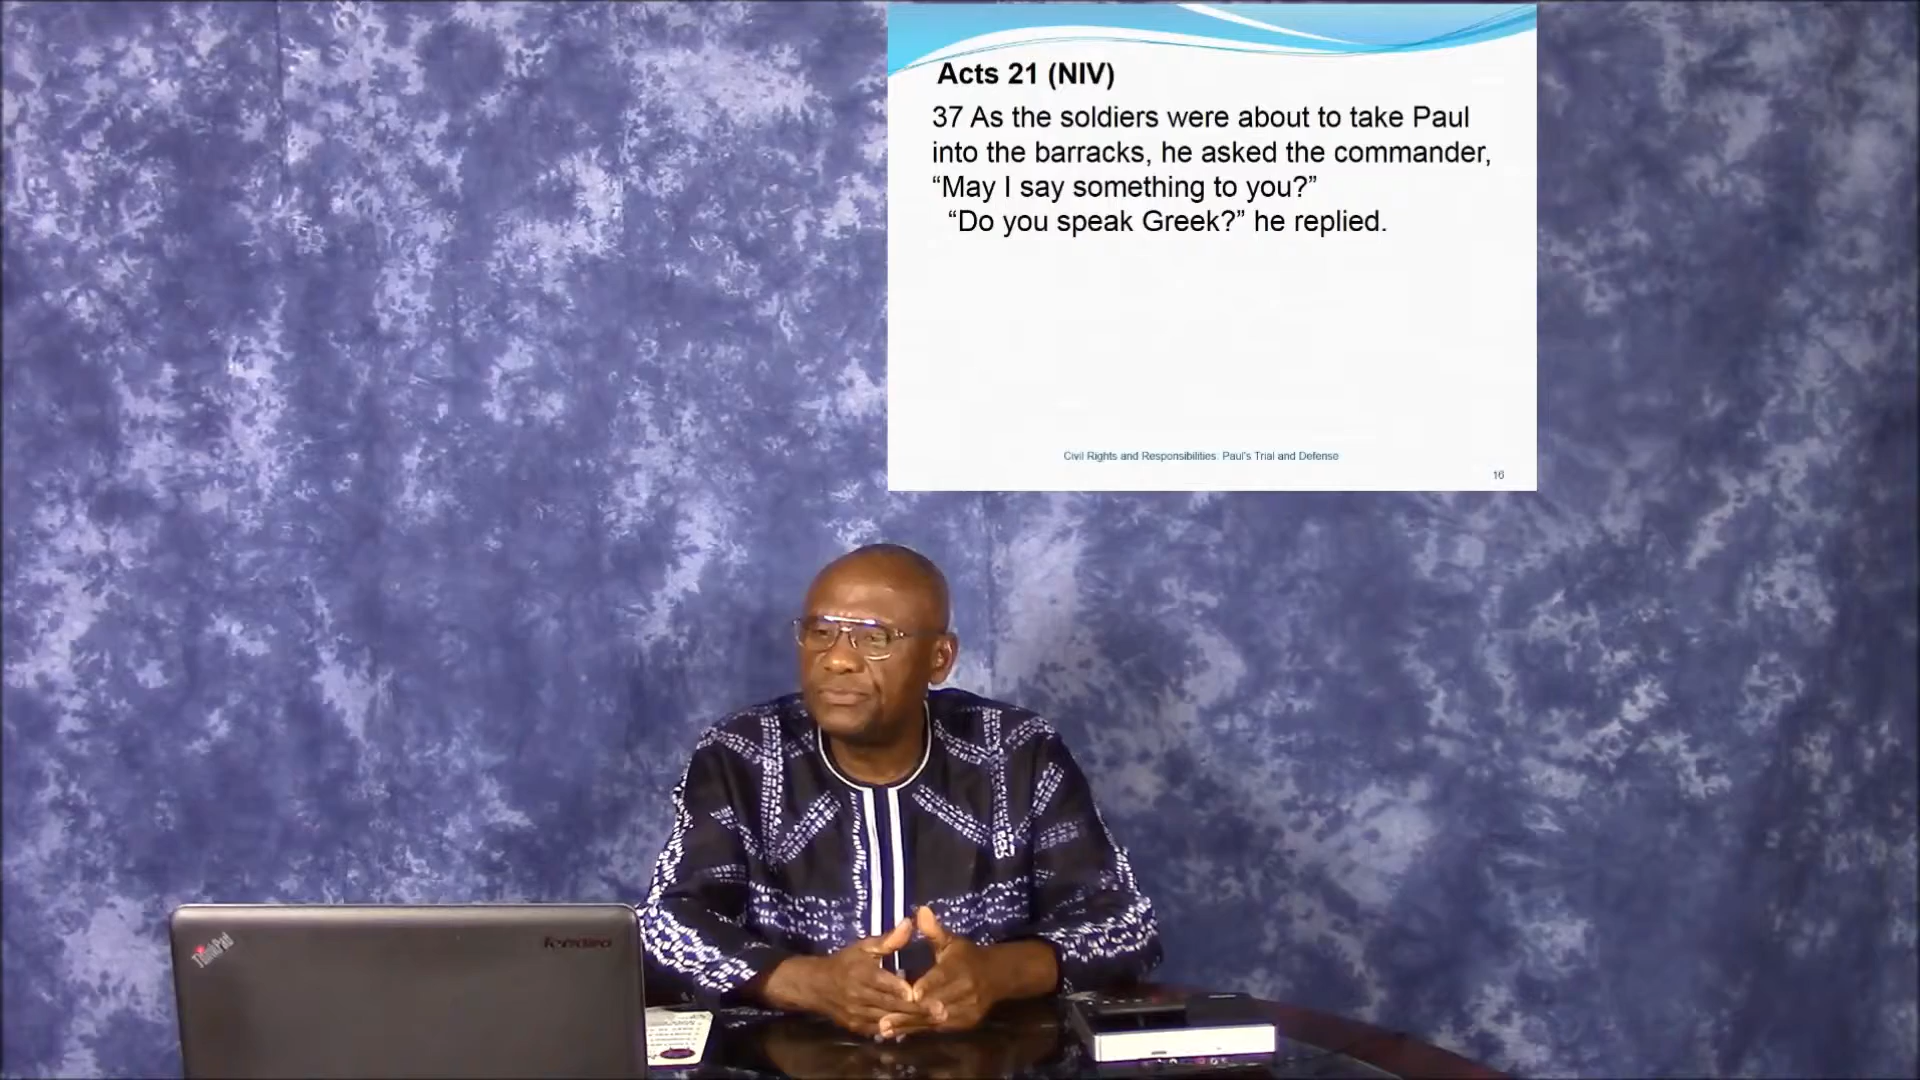 Acts 21 (NIV)
37 As the soldiers were about to take Paul
into the barracks, he asked the commander,
“May I say something to you?”
“Do you speak Greek?” he replied.
Civil Rights and Responsibilities: Paul's Trial and Defense
16
ThinkPad
lenovo